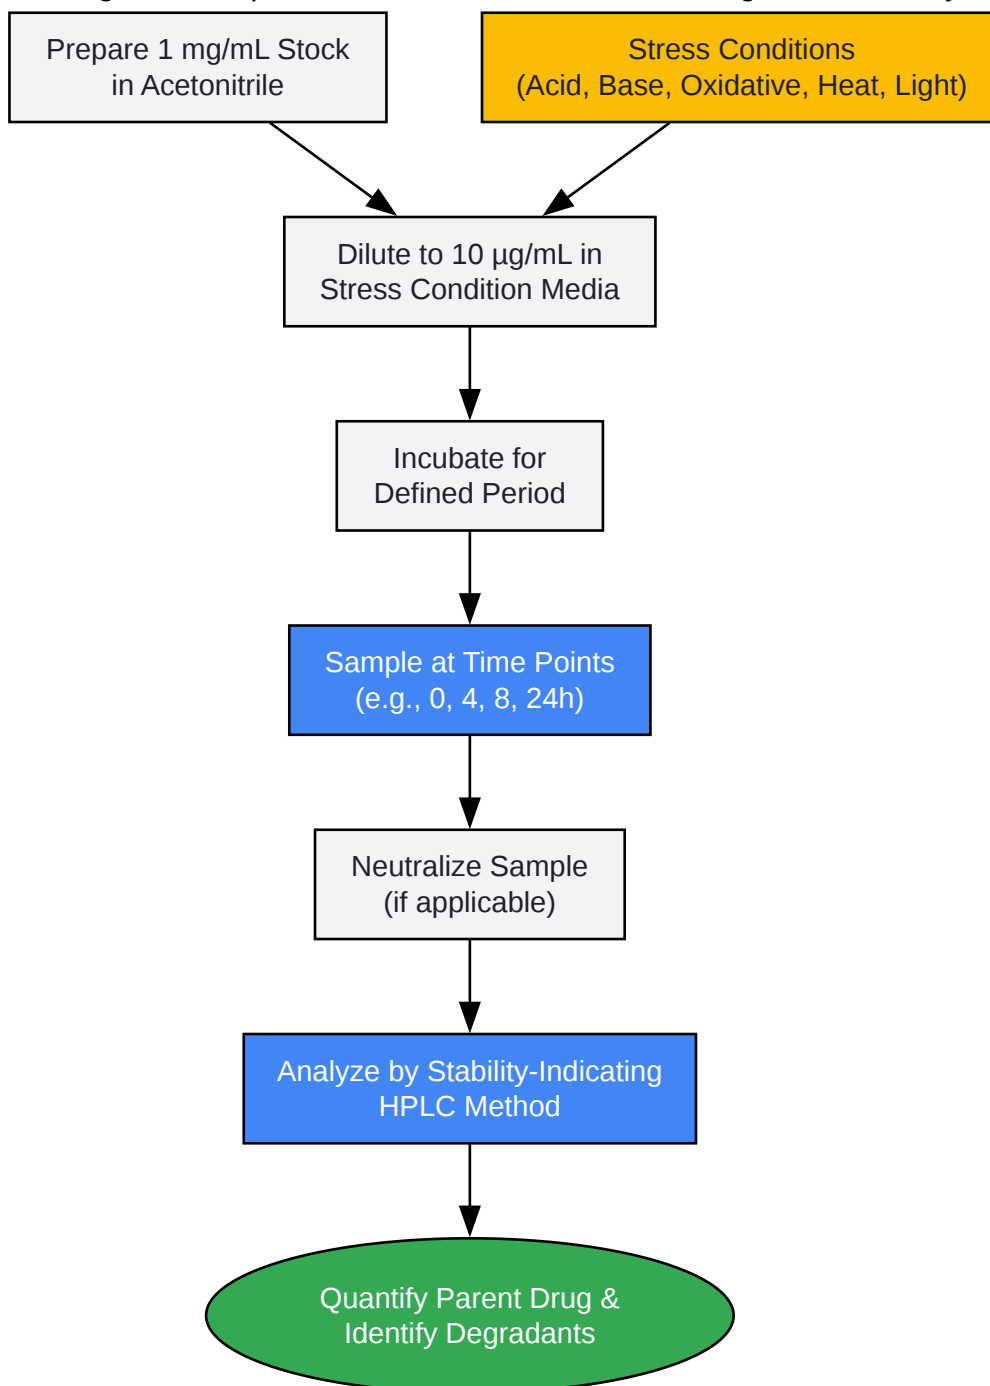 Prepare 1 mg/mL Stock
in Acetonitrile
Stress Conditions
(Acid, Base, Oxidative, Heat, Light)
Dilute to 10 µg/mL in
Stress Condition Media
Incubate for
Defined Period
Sample at Time Points
(e.g., 0, 4, 8, 24h)
Neutralize Sample
(if applicable)
Analyze by Stability-Indicating
HPLC Method
Quantify Parent Drug &
Identify Degradants